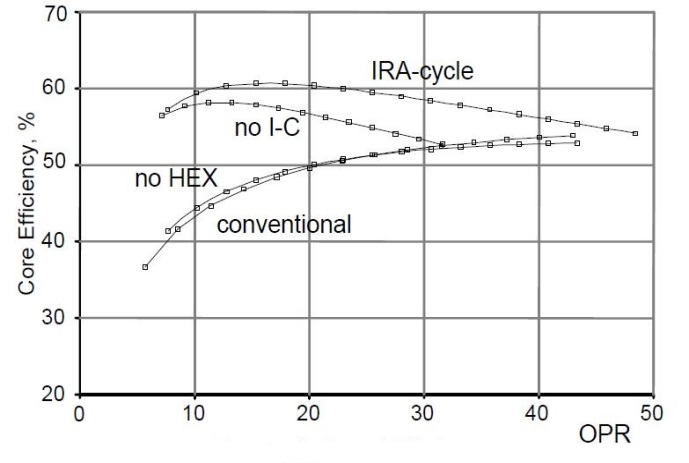 70
60
50
40
30
20
Core Efficiency, %
IRA-cycle
no I-C
no HEX
conventional
0
10
20
30
40
50
OPR